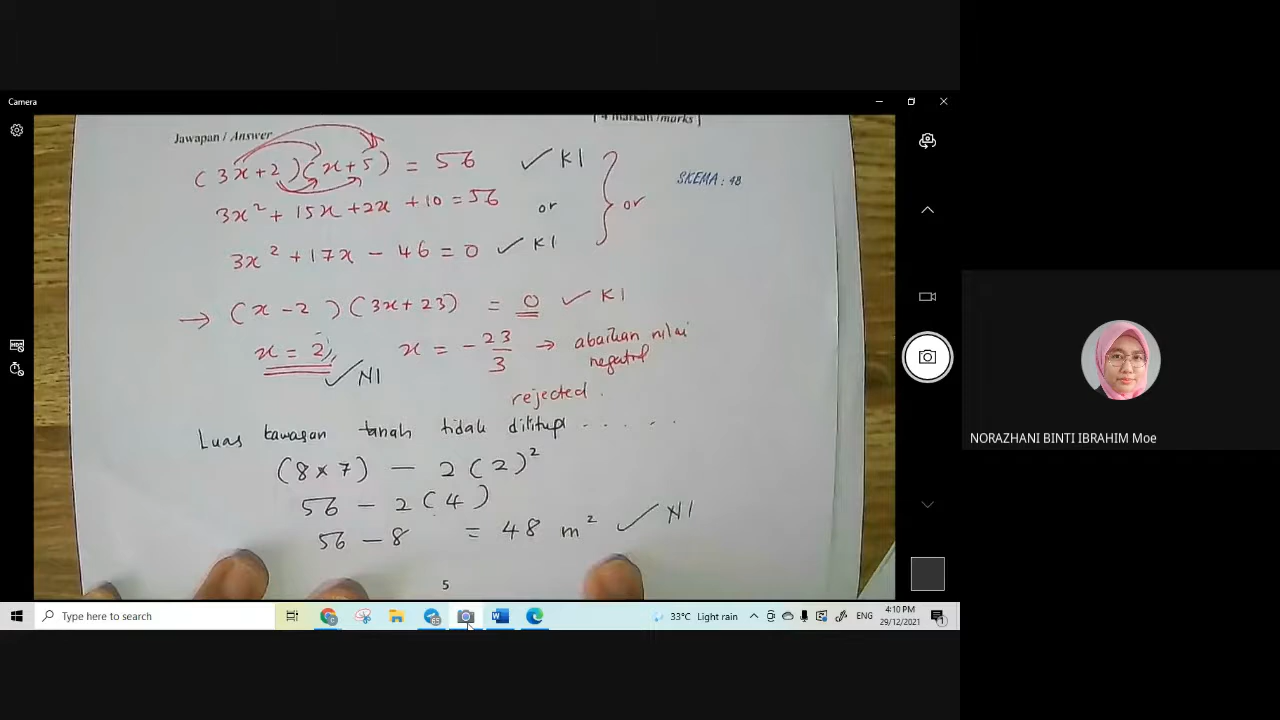 Camera
[ 4 markah /marks ]
Jawapan / Answer
(3x+2)(x+5) = 56 ✓ K1
SKEMA : 48
3x² + 15x + 2x + 10 = 56 or
or
3x² + 17x - 46 = 0 ✓ K1
→ (x - 2)(3x + 23) = 0 ✓ K1
x = 2 x = - 23/3 → abaikan nilai
negatif
✓ N1
rejected.
Luas kawasan tanah tidak ditutupi . . . . . .
(8 × 7) - 2(2)²
56 - 2(4)
56 - 8 = 48 m² ✓ N1
5
NORAZHANI BINTI IBRAHIM Moe
Type here to search
33°C Light rain
ENG
4:10 PM
29/12/2021